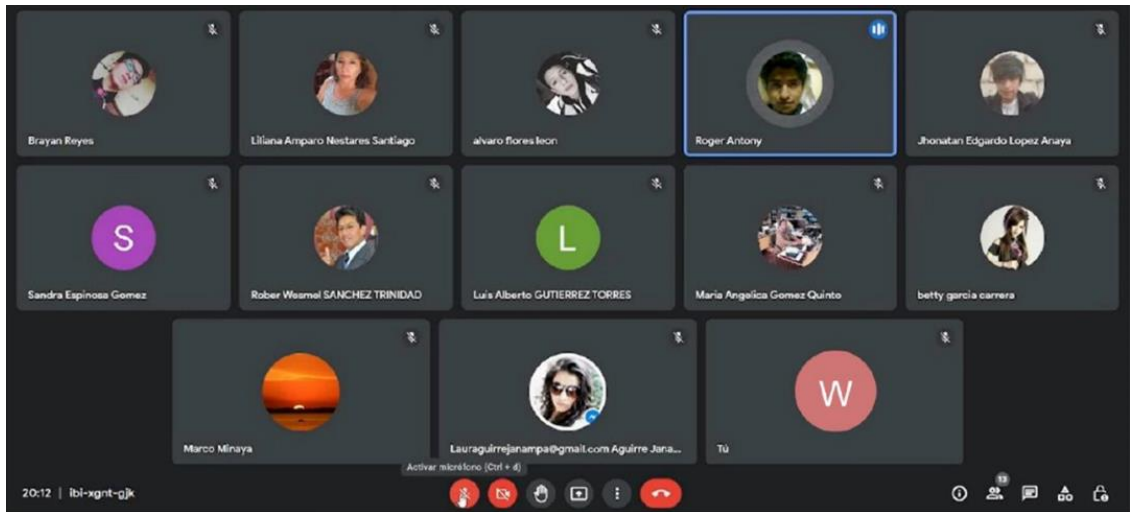 Brayan Reyes
Liliana Amparo Nestares Santiago
alvaro flores leon
Roger Antony
Jhonatan Edgardo Lopez Anaya
S
Sandra Espinosa Gomez
Rober Wesmel SANCHEZ TRINIDAD
L
Luis Alberto GUTIERREZ TORRES
Maria Angelica Gomez Quinto
betty garcia carrera
Marco Minaya
Lauraguirrejanampa@gmail.com Aguirre Jana...
W
Tú
Activar micrófono (Ctrl + d)
20:12 | ibi-xgnt-gjk
13